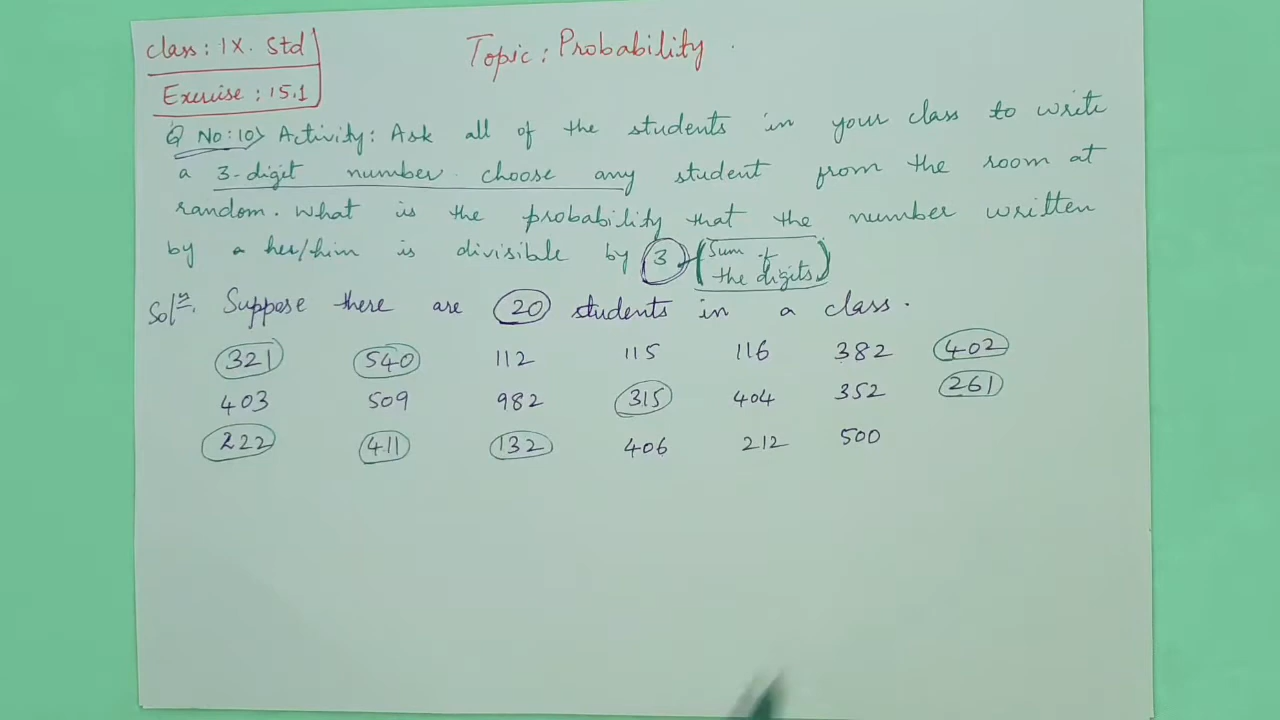 class: IX. Std
Topic: Probability.
Exercise: 15.1
Q No:10> Activity: Ask all of the students in your class to write
a 3-digit number. choose any student from the room at
random. What is the probability that the number written
by a her/him is divisible by 3 (Sum of
the digits)
Solⁿ. Suppose there are 20 students in a class.
321 540 112 115 116 382 402
403 509 982 315 404 352 261
222 411 132 406 212 500